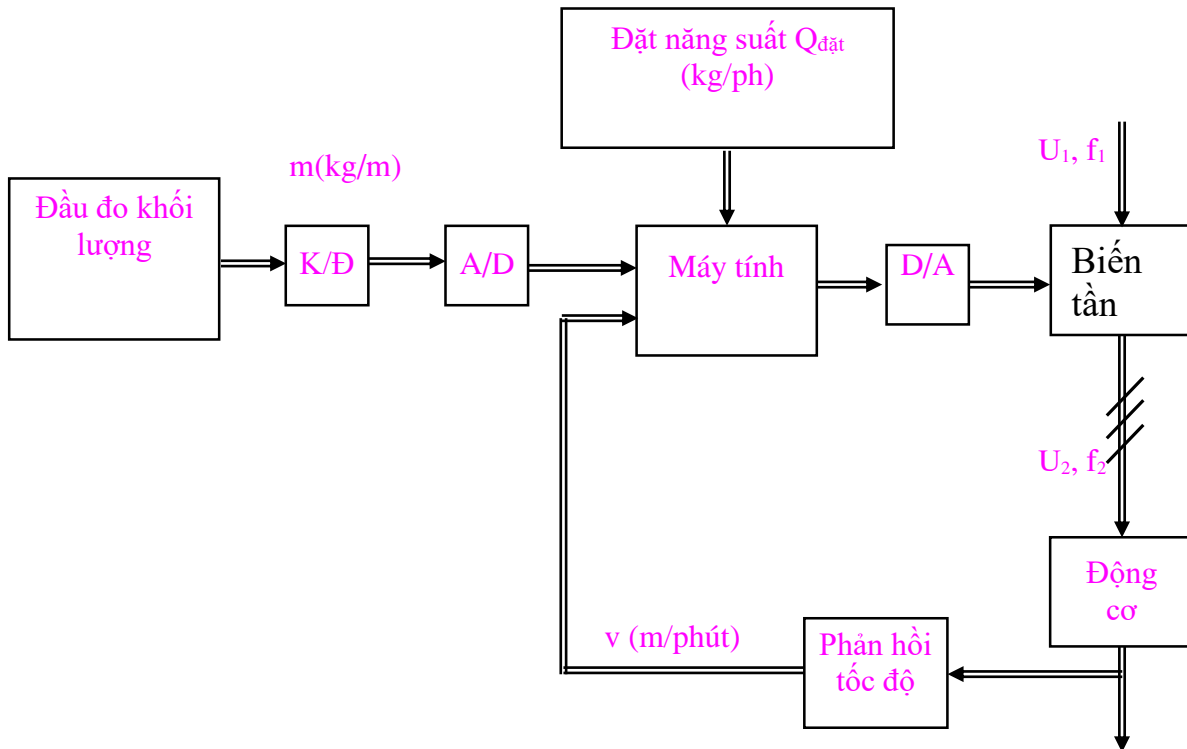 Đặt năng suất Qđặt
(kg/ph)
U₁, f₁
m(kg/m)
Đầu đo khối
lượng
K/Đ
A/D
Máy tính
D/A
Biến
tần
U₂, f₂
Động
cơ
v (m/phút)
Phản hồi
tốc độ